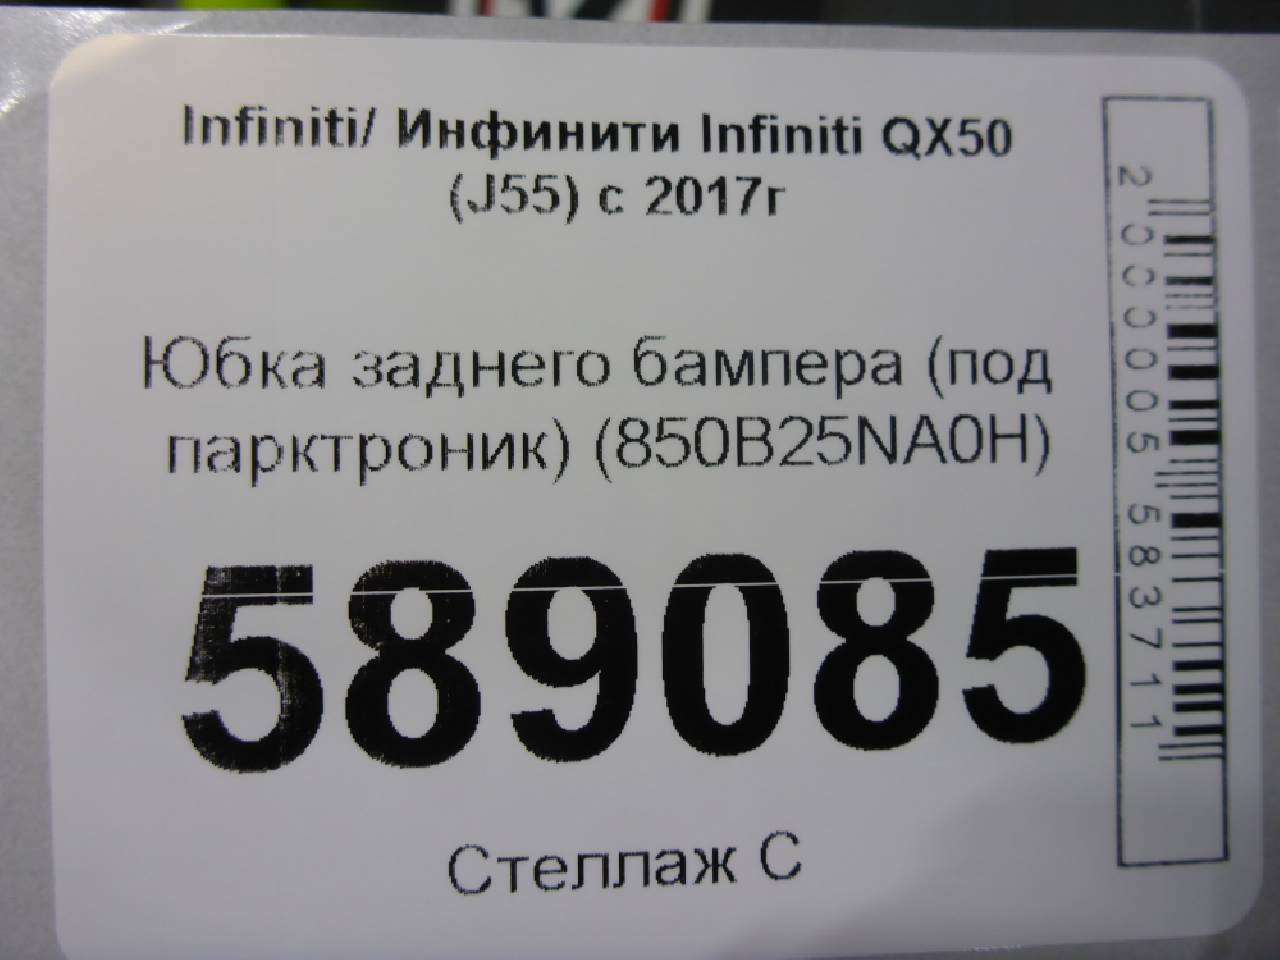 Infiniti/ Инфинити Infiniti QX50
(J55) с 2017г
Юбка заднего бампера (под
парктроник) (850B25NA0H)
589085
Стеллаж С
2000005583711